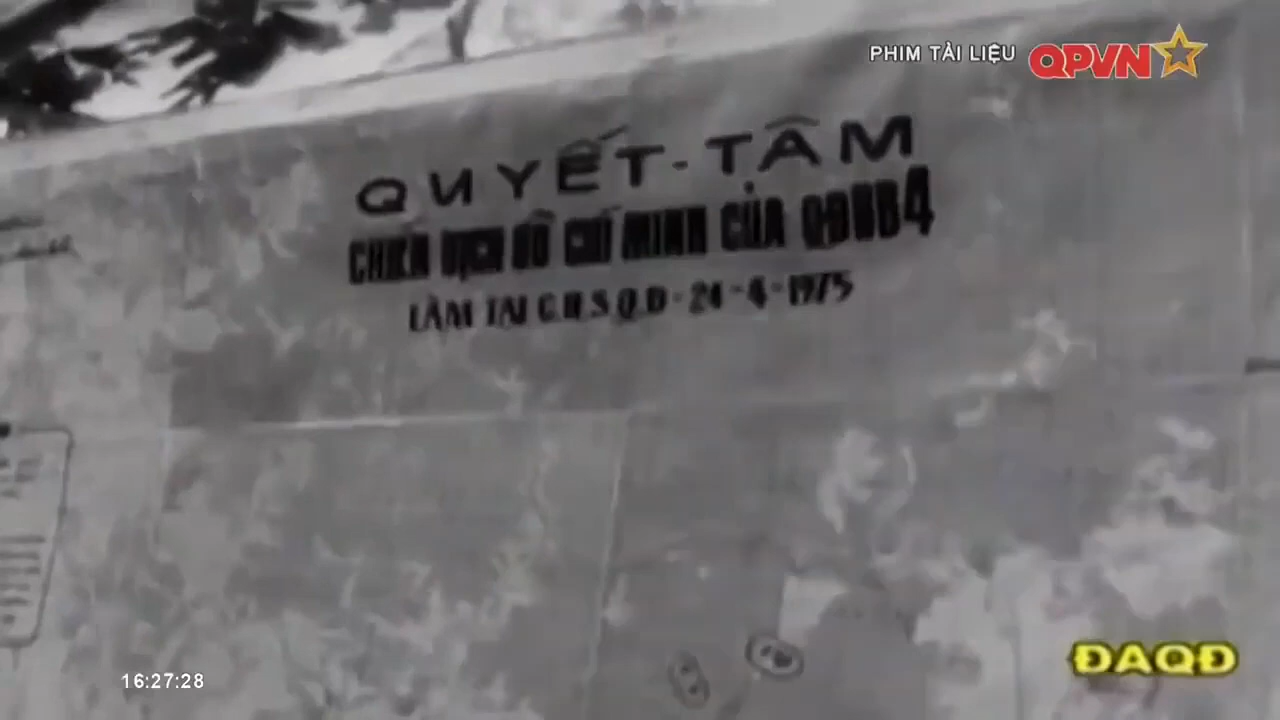 PHIM TÀI LIỆU QPVN
QUYẾT-TÂM
CHIẾN DỊCH HỒ CHÍ MINH CỦA QĐNB4
LÀM TẠI 24-4-1975
16:27:28
ĐAQĐ